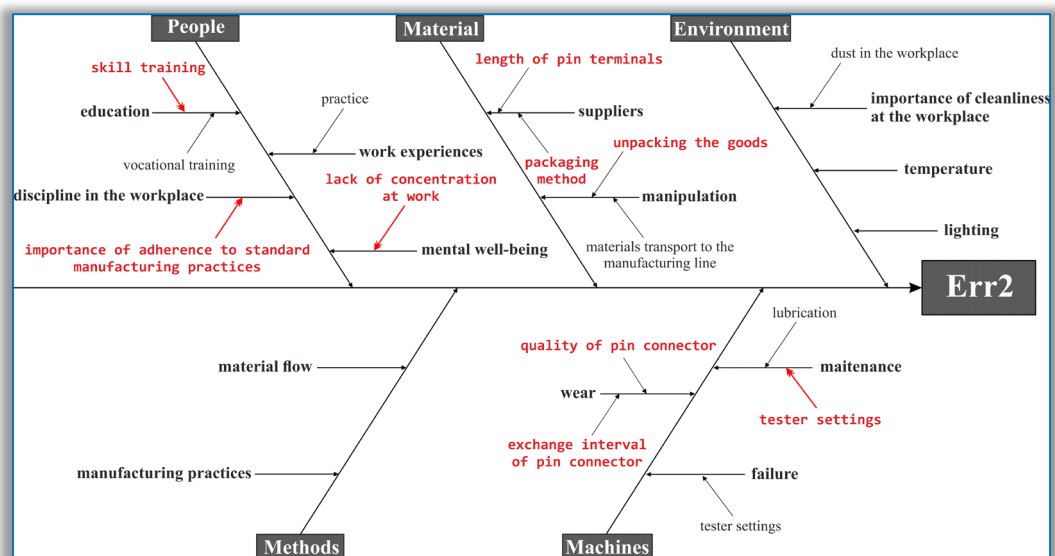 People
Material
Environment
skill training
education
vocational training
practice
work experiences
discipline in the workplace
importance of adherence to standard
manufacturing practices
lack of concentration
at work
mental well-being
length of pin terminals
suppliers
packaging
method
unpacking the goods
manipulation
materials transport to the
manufacturing line
dust in the workplace
importance of cleanliness
at the workplace
temperature
lighting
Err2
material flow
manufacturing practices
Methods
quality of pin connector
wear
exchange interval
of pin connector
lubrication
maitenance
tester settings
failure
tester settings
Machines